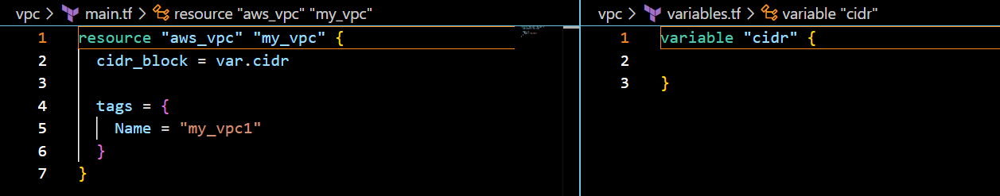 vpc > main.tf > resource "aws_vpc" "my_vpc"
1 resource "aws_vpc" "my_vpc" {
2   cidr_block = var.cidr
3
4   tags = {
5     Name = "my_vpc1"
6   }
7 }
vpc > variables.tf > variable "cidr"
1 variable "cidr" {
2
3 }